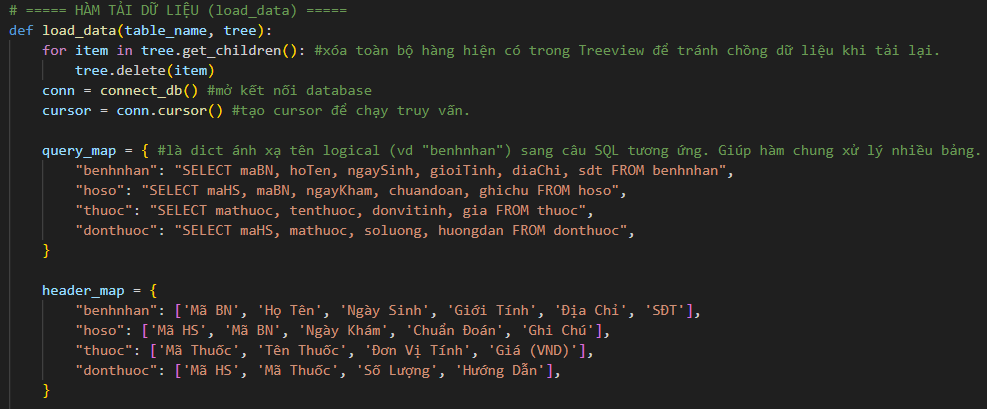 # ===== HÀM TẢI DỮ LIỆU (load_data) =====
def load_data(table_name, tree):
    for item in tree.get_children(): #xóa toàn bộ hàng hiện có trong Treeview để tránh chồng dữ liệu khi tải lại.
        tree.delete(item)
    conn = connect_db() #mở kết nối database
    cursor = conn.cursor() #tạo cursor để chạy truy vấn.
    query_map = { #là dict ánh xạ tên logical (vd "benhnhan") sang câu SQL tương ứng. Giúp hàm chung xử lý nhiều bảng.
        "benhnhan": "SELECT maBN, hoTen, ngaySinh, gioiTinh, diaChi, sdt FROM benhnhan",
        "hoso": "SELECT maHS, maBN, ngayKham, chuandoan, ghichu FROM hoso",
        "thuoc": "SELECT mathuoc, tenthuoc, donvitinh, gia FROM thuoc",
        "donthuoc": "SELECT maHS, mathuoc, soluong, huongdan FROM donthuoc",
    }
    header_map = {
        "benhnhan": ['Mã BN', 'Họ Tên', 'Ngày Sinh', 'Giới Tính', 'Địa Chỉ', 'SĐT'],
        "hoso": ['Mã HS', 'Mã BN', 'Ngày Khám', 'Chuẩn Đoán', 'Ghi Chú'],
        "thuoc": ['Mã Thuốc', 'Tên Thuốc', 'Đơn Vị Tính', 'Giá (VND)'],
        "donthuoc": ['Mã HS', 'Mã Thuốc', 'Số Lượng', 'Hướng Dẫn'],
    }